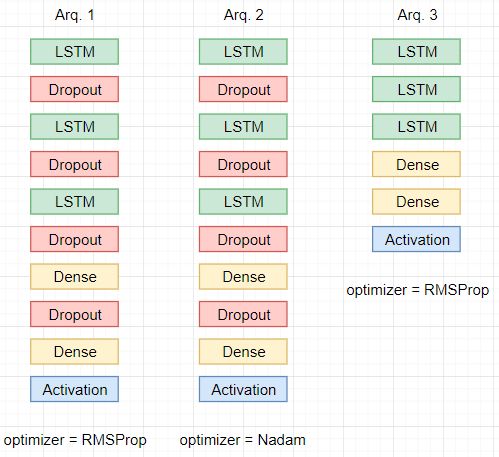 Arq. 1
LSTM
Dropout
LSTM
Dropout
LSTM
Dropout
Dense
Dropout
Dense
Activation
optimizer = RMSProp
Arq. 2
LSTM
Dropout
LSTM
Dropout
LSTM
Dropout
Dense
Dropout
Dense
Activation
optimizer = Nadam
Arq. 3
LSTM
LSTM
LSTM
Dense
Dense
Activation
optimizer = RMSProp